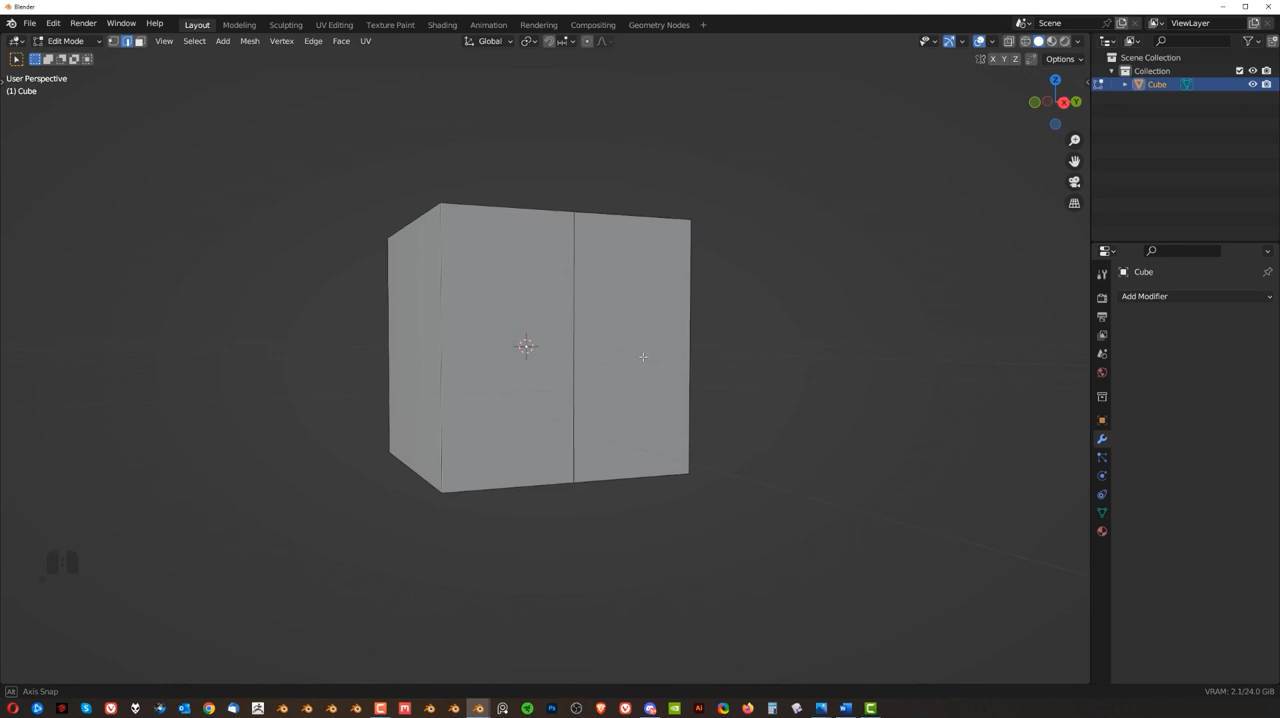 Blender
File Edit Render Window Help Layout Modeling Sculpting UV Editing Texture Paint Shading Animation Rendering Compositing Geometry Nodes + Scene ViewLayer
Edit Mode View Select Add Mesh Vertex Edge Face UV Global
X Y Z Options
User Perspective
(1) Cube
Scene Collection
Collection
Cube
Z
X Y
Cube
Add Modifier
Alt Axis Snap
VRAM: 2.1/24.0 GiB